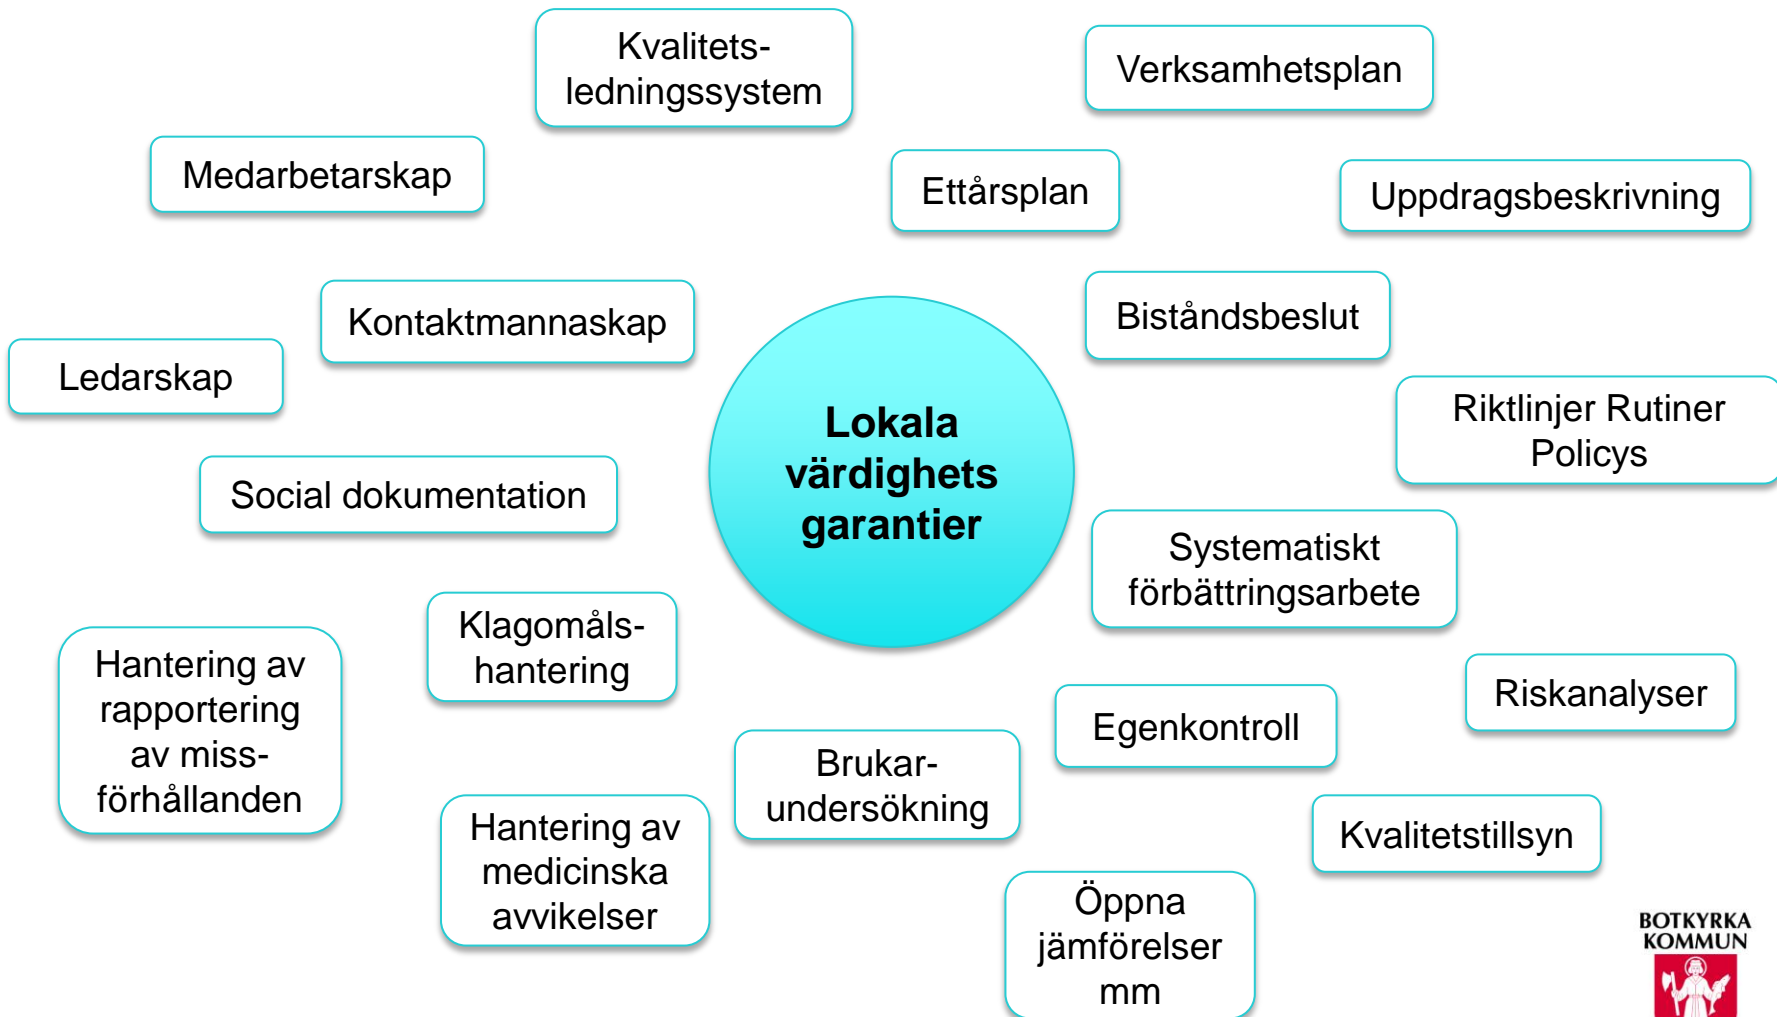 Kvalitets-
ledningssystem
Verksamhetsplan
Medarbetarskap
Ettårsplan
Uppdragsbeskrivning
Kontaktmannaskap
Biståndsbeslut
Ledarskap
Lokala
värdighets
garantier
Riktlinjer Rutiner
Policys
Social dokumentation
Systematiskt
förbättringsarbete
Klagomåls-
hantering
Hantering av
rapportering
av miss-
förhållanden
Riskanalyser
Egenkontroll
Brukar-
undersökning
Hantering av
medicinska
avvikelser
Kvalitetstillsyn
Öppna
jämförelser
mm
BOTKYRKA
KOMMUN